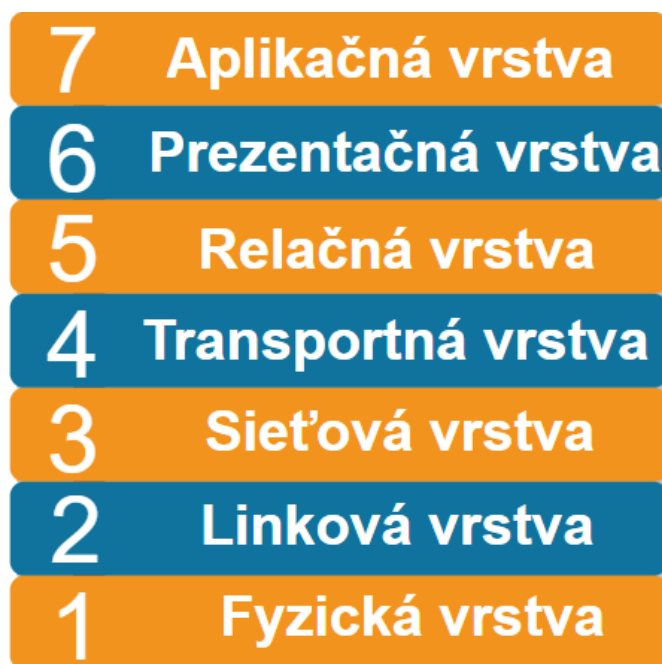 7 Aplikačná vrstva
6 Prezentačná vrstva
5 Relačná vrstva
4 Transportná vrstva
3 Sieťová vrstva
2 Linková vrstva
1 Fyzická vrstva